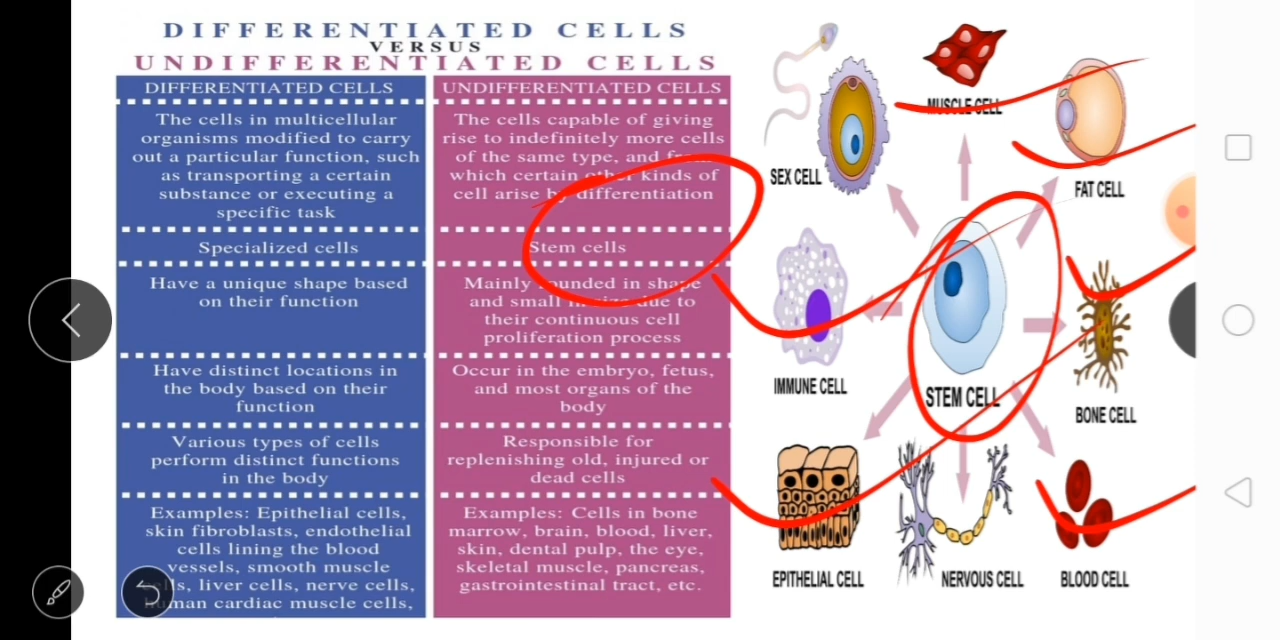 DIFFERENTIATED CELLS
VERSUS
UNDIFFERENTIATED CELLS
DIFFERENTIATED CELLS
The cells in multicellular
organisms modified to carry
out a particular function, such
as transporting a certain
substance or executing a
specific task
Specialized cells
Have a unique shape based
on their function
Have distinct locations in
the body based on their
function
Various types of cells
perform distinct functions
in the body
Examples: Epithelial cells,
skin fibroblasts, endothelial
cells lining the blood
vessels, smooth muscle
cells, liver cells, nerve cells,
human cardiac muscle cells,
UNDIFFERENTIATED CELLS
The cells capable of giving
rise to indefinitely more cells
of the same type, and from
which certain other kinds of
cell arise by differentiation
Stem cells
Mainly rounded in shape
and small in size due to
their continuous cell
proliferation process
Occur in the embryo, fetus,
and most organs of the
body
Responsible for
replenishing old, injured or
dead cells
Examples: Cells in bone
marrow, brain, blood, liver,
skin, dental pulp, the eye,
skeletal muscle, pancreas,
gastrointestinal tract, etc.
SEX CELL
MUSCLE CELL
FAT CELL
IMMUNE CELL
STEM CELL
BONE CELL
EPITHELIAL CELL
NERVOUS CELL
BLOOD CELL